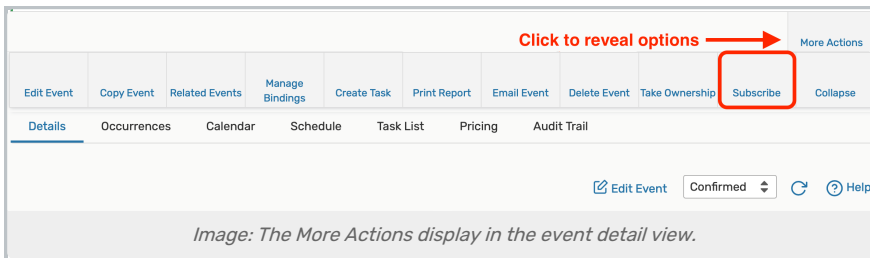 Click to reveal options
More Actions
Edit Event Copy Event Related Events Manage Bindings Create Task Print Report Email Event Delete Event Take Ownership Subscribe Collapse
Details Occurrences Calendar Schedule Task List Pricing Audit Trail
Edit Event Confirmed Help
Image: The More Actions display in the event detail view.